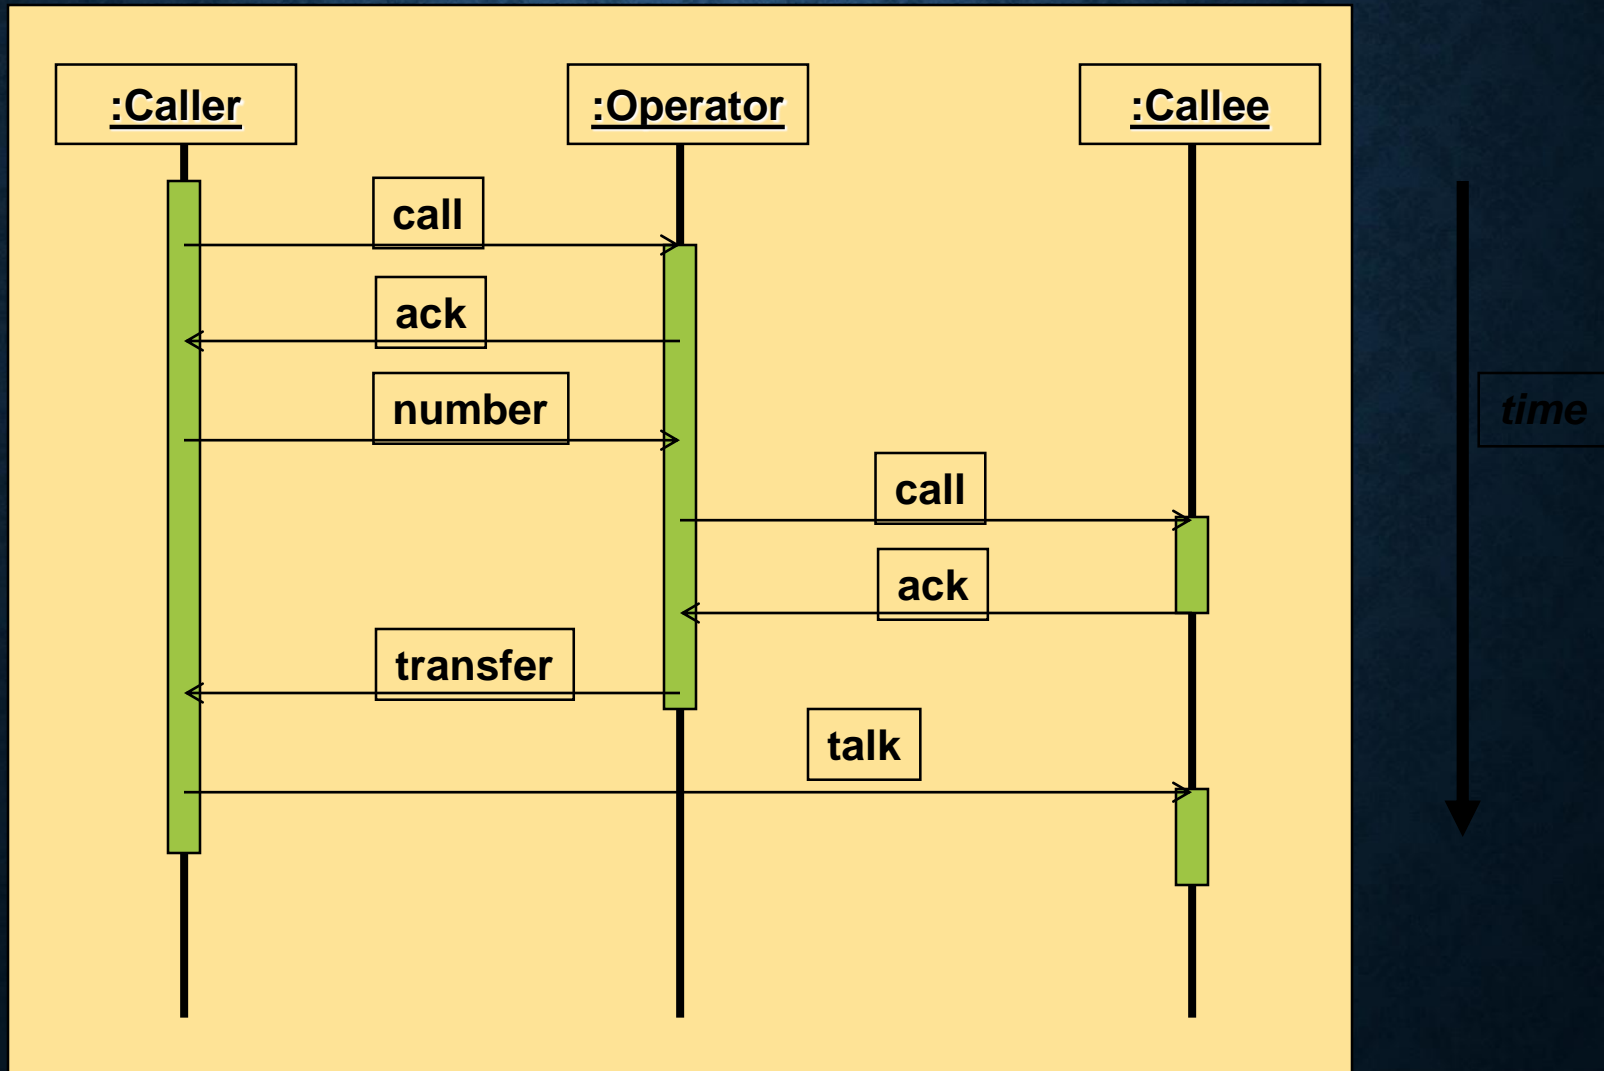 :Caller
:Operator
:Callee
call
ack
number
time
call
ack
transfer
talk